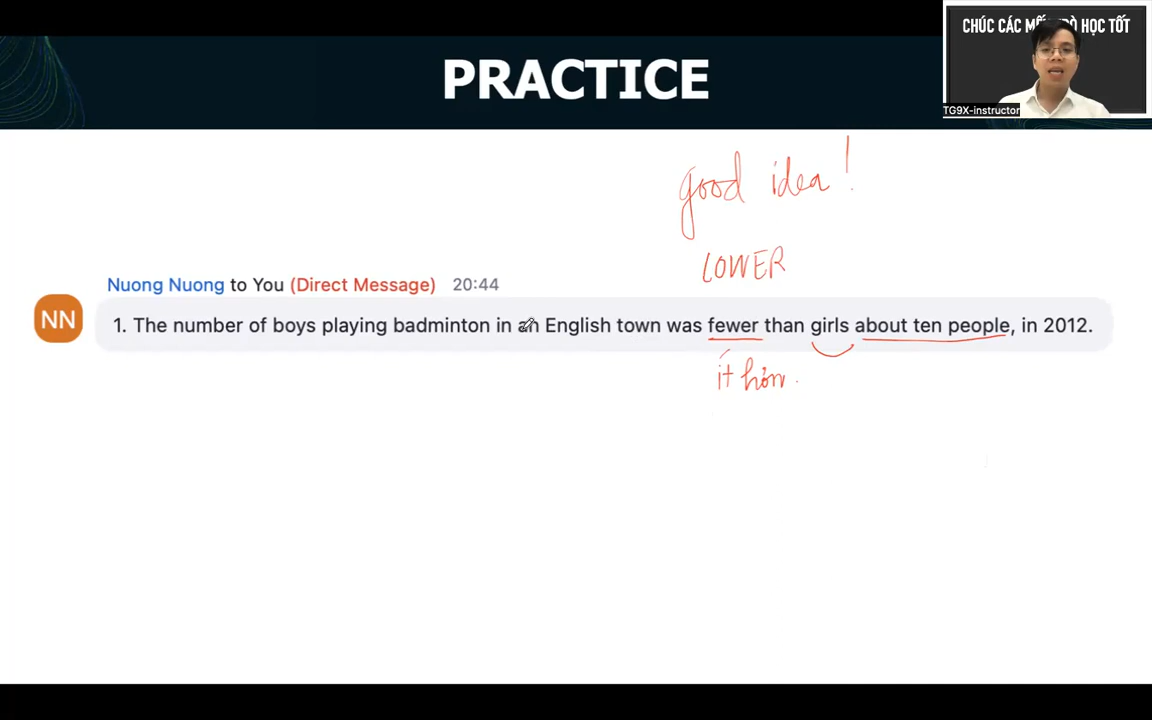 CHÚC CÁC MÔ Ò HỌC TỐT
TG9X-instructor
PRACTICE
good idea!
LOWER
Nuong Nuong to You (Direct Message) 20:44
NN
1. The number of boys playing badminton in an English town was fewer than girls about ten people, in 2012.
ít hơn.